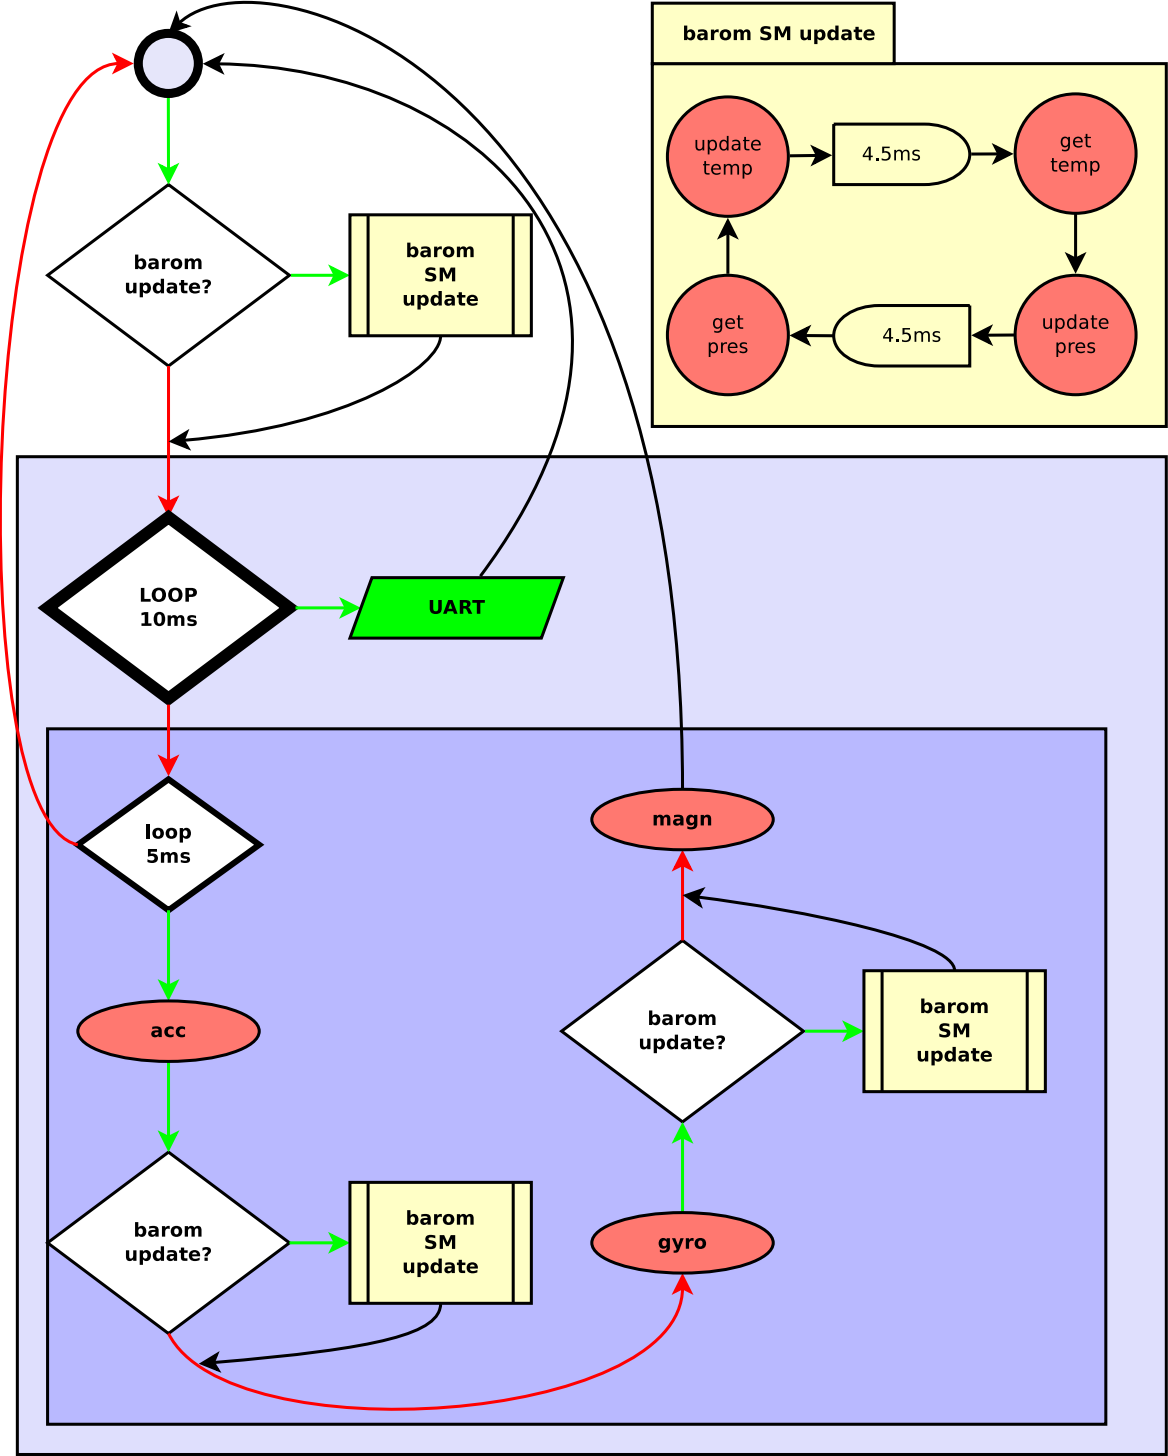 barom SM update
update
temp
4.5ms
get
temp
get
pres
4.5ms
update
pres
barom
update?
barom
SM
update
LOOP
10ms
UART
loop
5ms
acc
barom
update?
barom
SM
update
magn
barom
update?
barom
SM
update
gyro